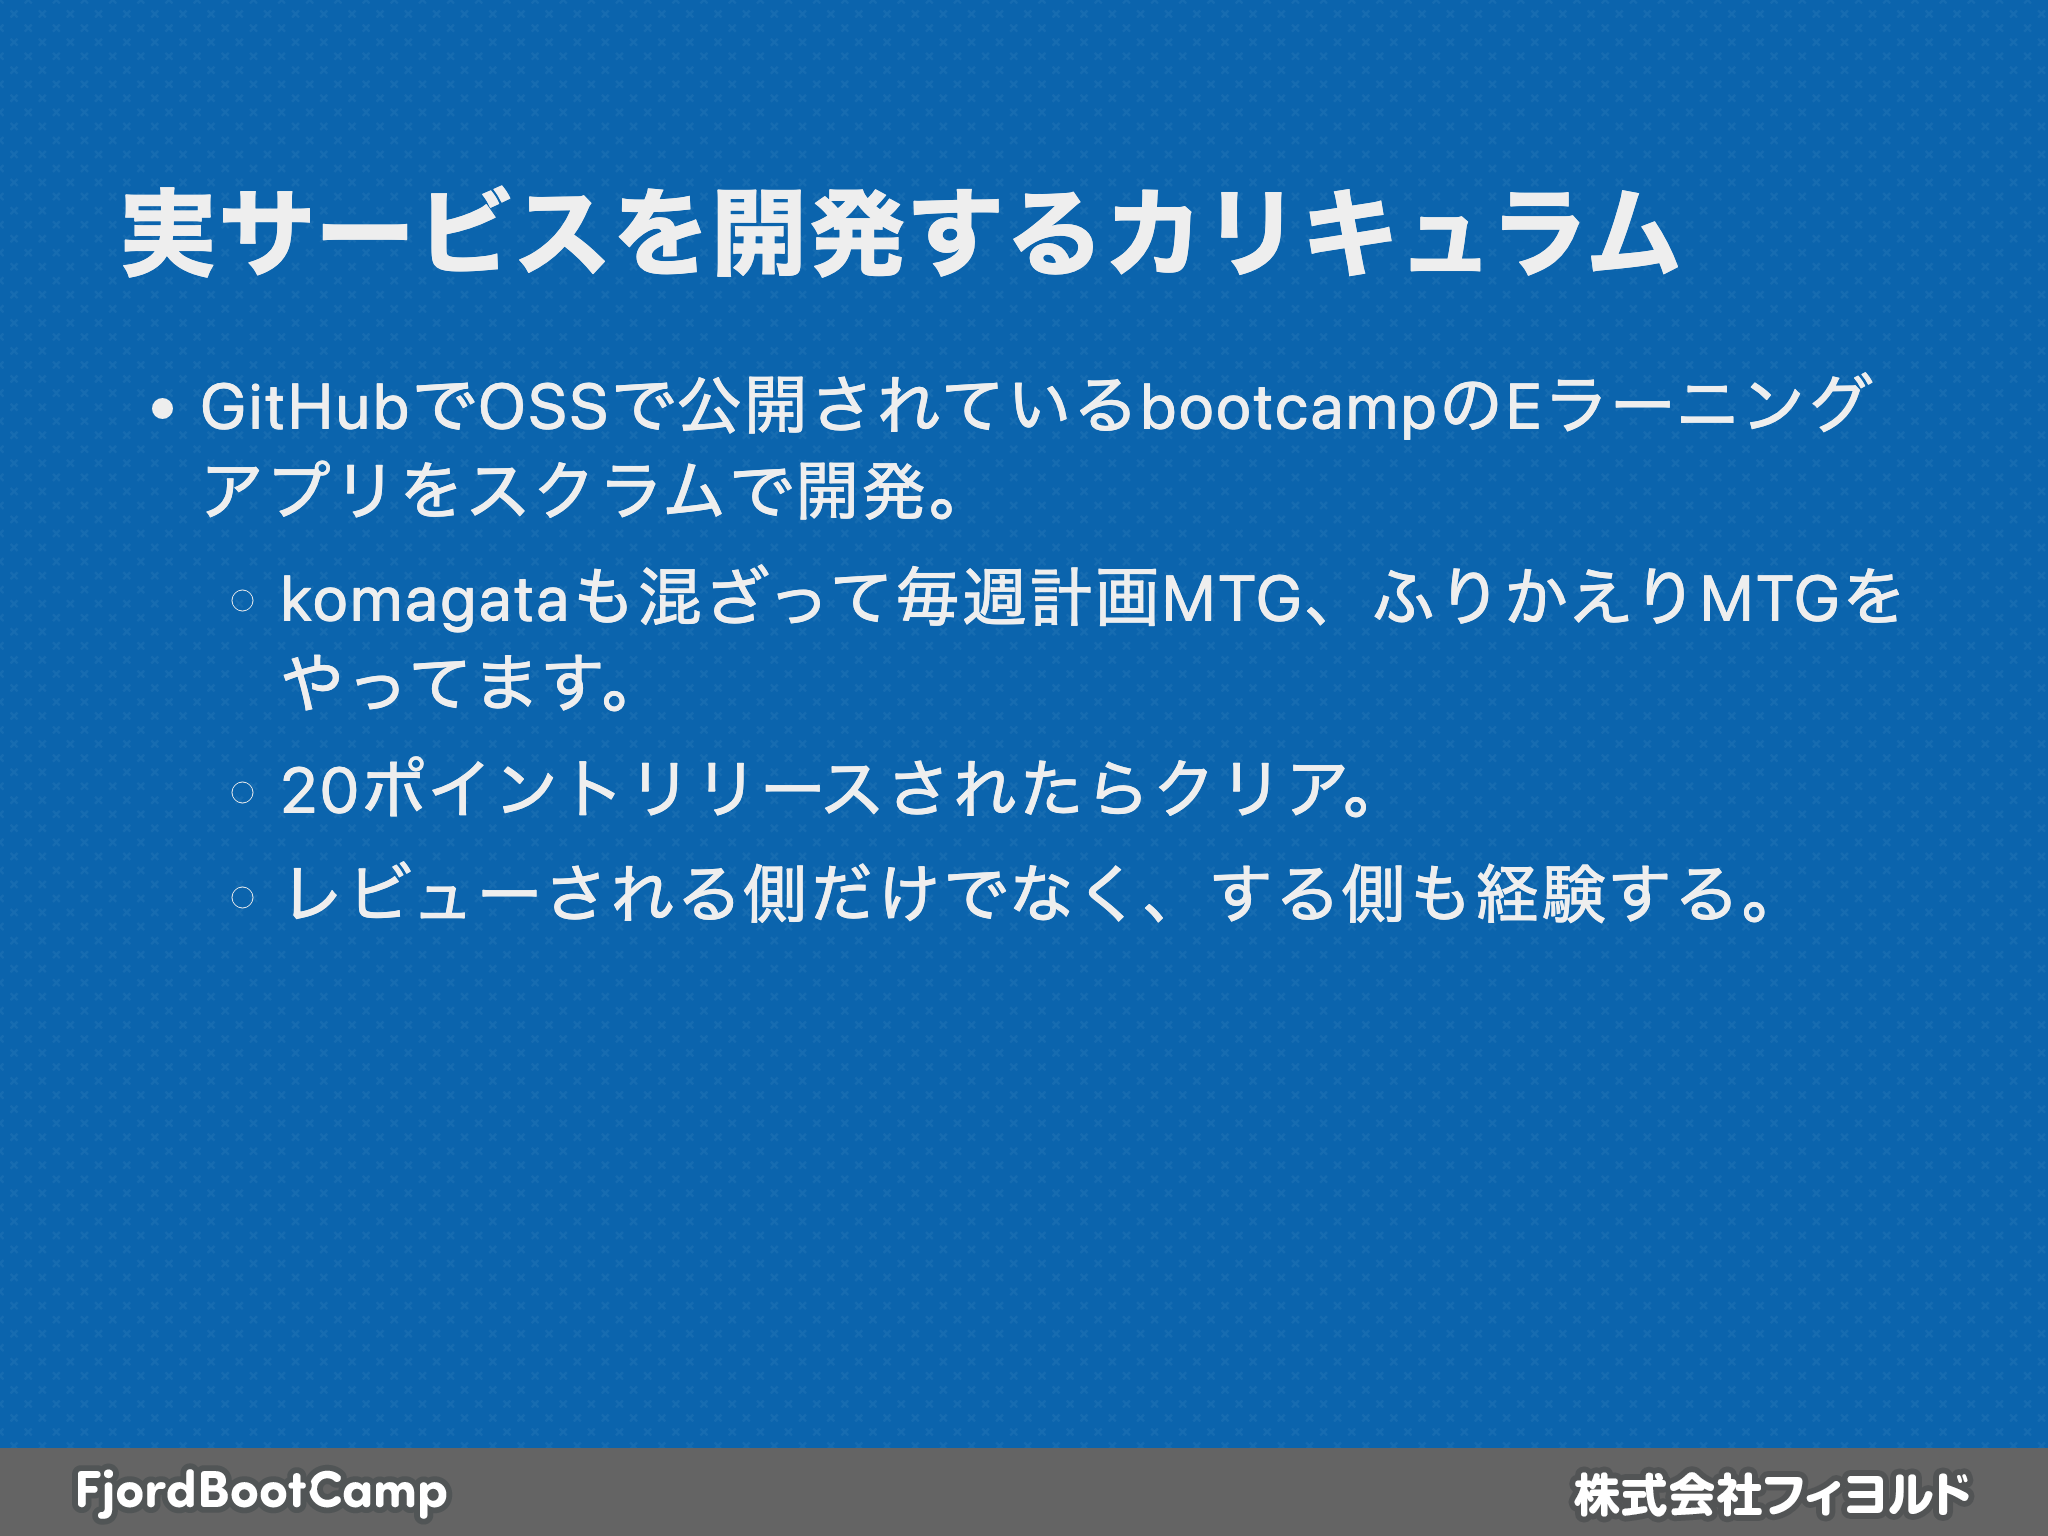 実サービスを開発するカリキュラム
• GitHubでOSSで公開されているbootcampのEラーニング
アプリをスクラムで開発。
◦ komagataも混ざって毎週計画MTG、ふりかえりMTGを
やってます。
◦ 20ポイントリリースされたらクリア。
◦ レビューされる側だけでなく、する側も経験する。
FjordBootCamp
株式会社フィヨルド